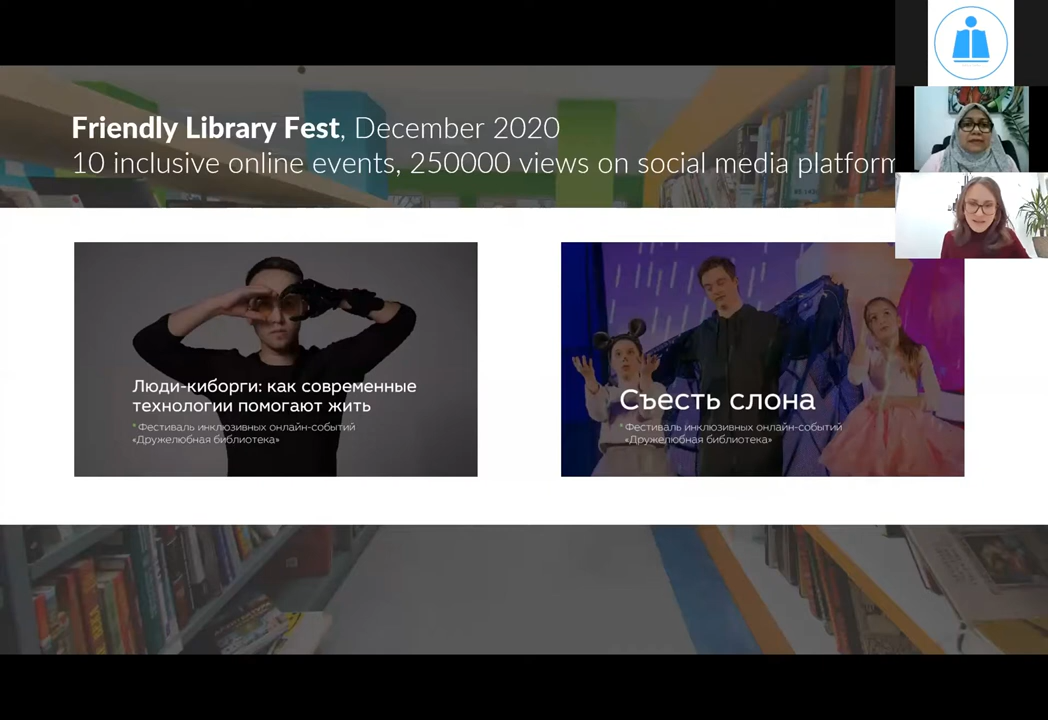 Friendly Library Fest, December 2020
10 inclusive online events, 250000 views on social media platform
Люди-киборги: как современные
технологии помогают жить
* Фестиваль инклюзивных онлайн-событий
«Дружелюбная библиотека»
Съесть слона
* Фестиваль инклюзивных онлайн-событий
«Дружелюбная библиотека»